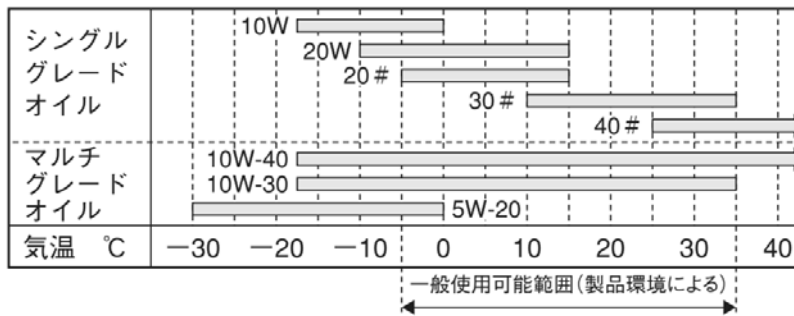 シングル
グレード
オイル
10W
20W
20＃
30＃
40＃
マルチ
グレード
オイル
10W-40
10W-30
5W-20
気温 ℃ －30 －20 －10 0 10 20 30 40
一般使用可能範囲（製品環境による）